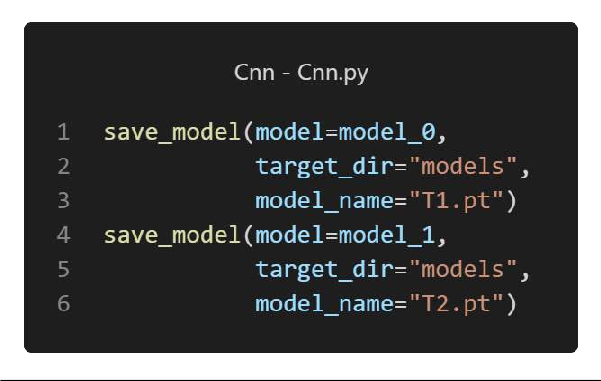 Cnn - Cnn.py
1 save_model(model=model_0,
2 target_dir="models",
3 model_name="T1.pt")
4 save_model(model=model_1,
5 target_dir="models",
6 model_name="T2.pt")